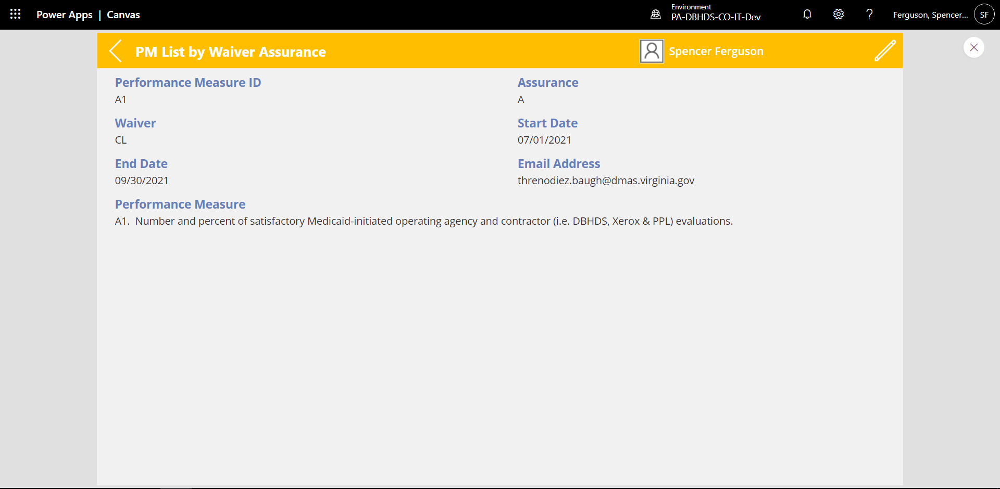 Power Apps | Canvas
Environment
PA-DBHDS-CO-IT-Dev
Ferguson, Spencer...
SF
PM List by Waiver Assurance
Spencer Ferguson
Performance Measure ID
A1
Assurance
A
Waiver
CL
Start Date
07/01/2021
End Date
09/30/2021
Email Address
threnodiez.baugh@dmas.virginia.gov
Performance Measure
A1.  Number and percent of satisfactory Medicaid-initiated operating agency and contractor (i.e. DBHDS, Xerox & PPL) evaluations.